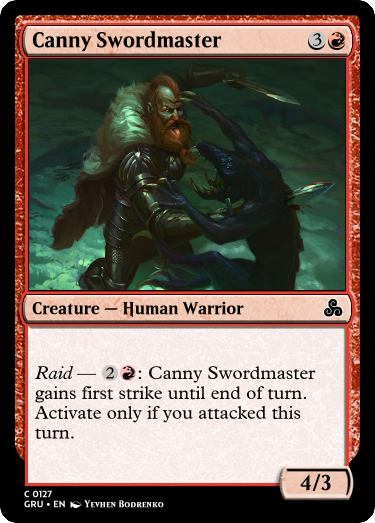 Canny Swordmaster 3
Creature — Human Warrior
Raid — 2 : Canny Swordmaster
gains first strike until end of turn.
Activate only if you attacked this
turn.
4/3
C 0127
GRU • EN Yevhen Bodrenko